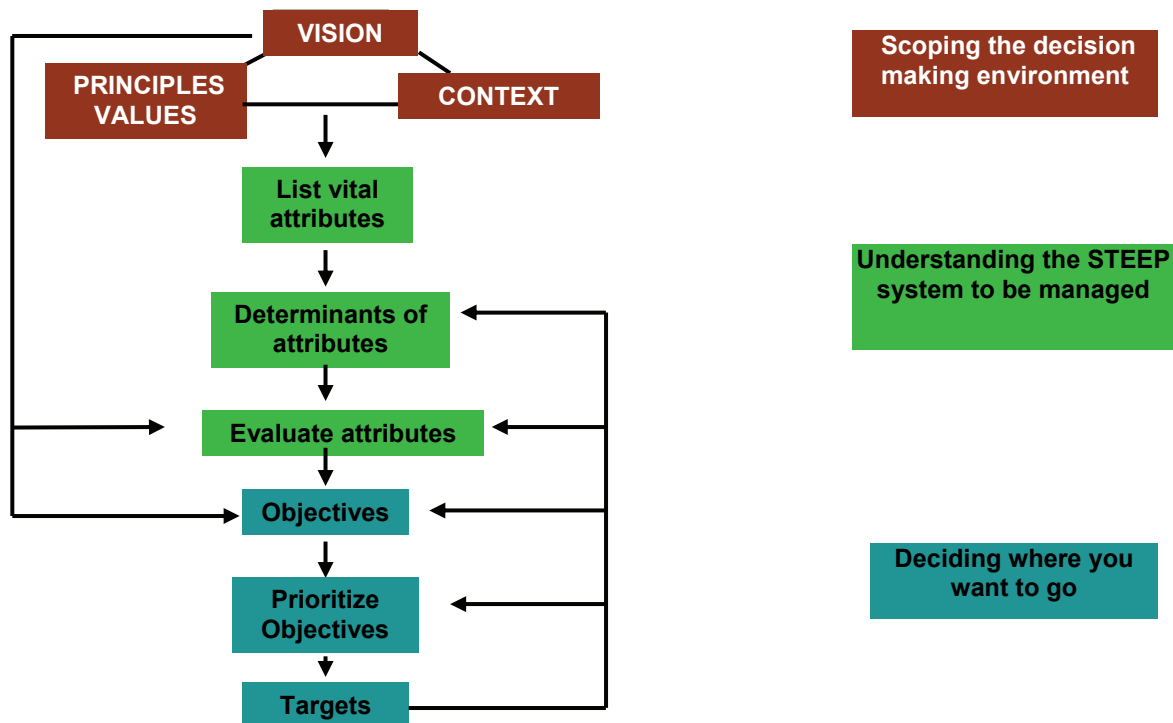 VISION
PRINCIPLES
VALUES
CONTEXT
List vital
attributes
Determinants of
attributes
Evaluate attributes
Objectives
Prioritize
Objectives
Targets
Scoping the decision
making environment
Understanding the STEEP
system to be managed
Deciding where you
want to go